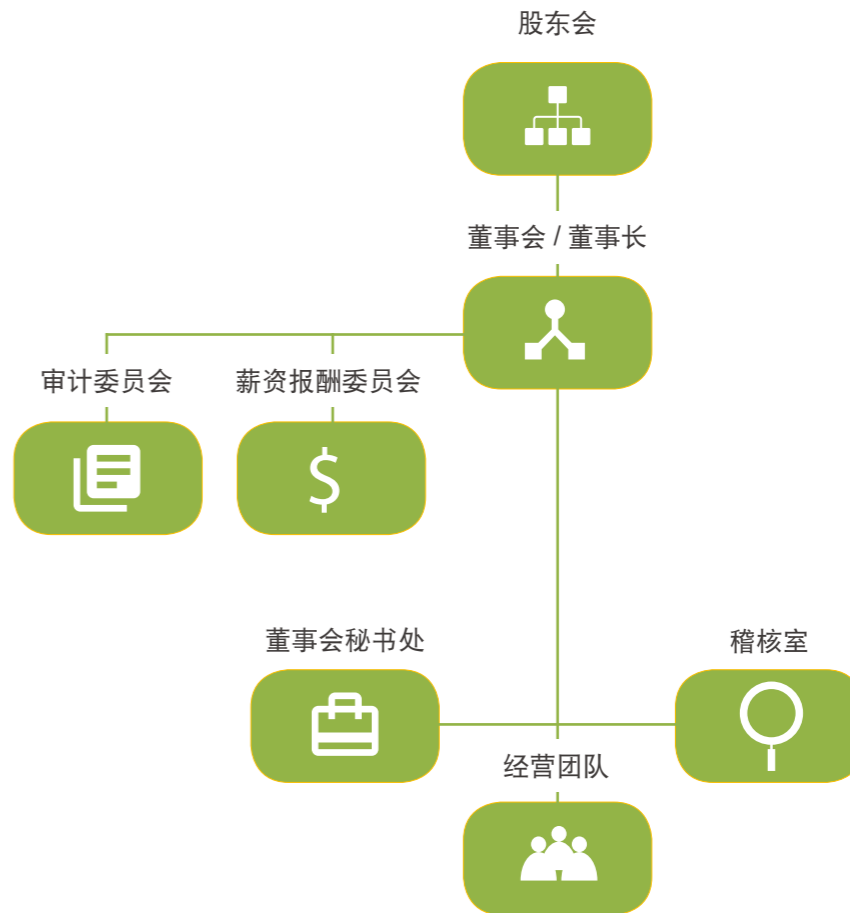 股东会
董事会 / 董事长
审计委员会
薪资报酬委员会
董事会秘书处
稽核室
经营团队